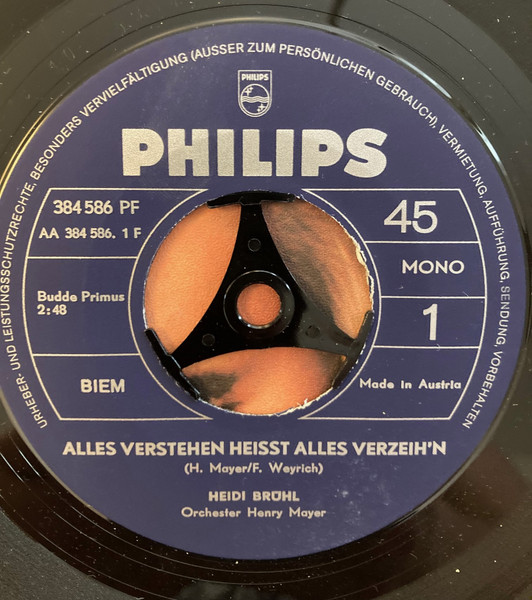 URHEBER- UND LEISTUNGSSCHUTZRECHTE, BESONDERS VERVIELFÄLTIGUNG (AUSSER ZUM PERSÖNLICHEN GEBRAUCH), VERMIETUNG, AUFFÜHRUNG, SENDUNG, VORBEHALTEN
PHILIPS
PHILIPS
384 586 PF
AA 384 586. 1 F
45
MONO
Budde Primus
2:48
1
BIEM
Made in Austria
ALLES VERSTEHEN HEISST ALLES VERZEIH'N
(H. Mayer/F. Weyrich)
HEIDI BRÜHL
Orchester Henry Mayer